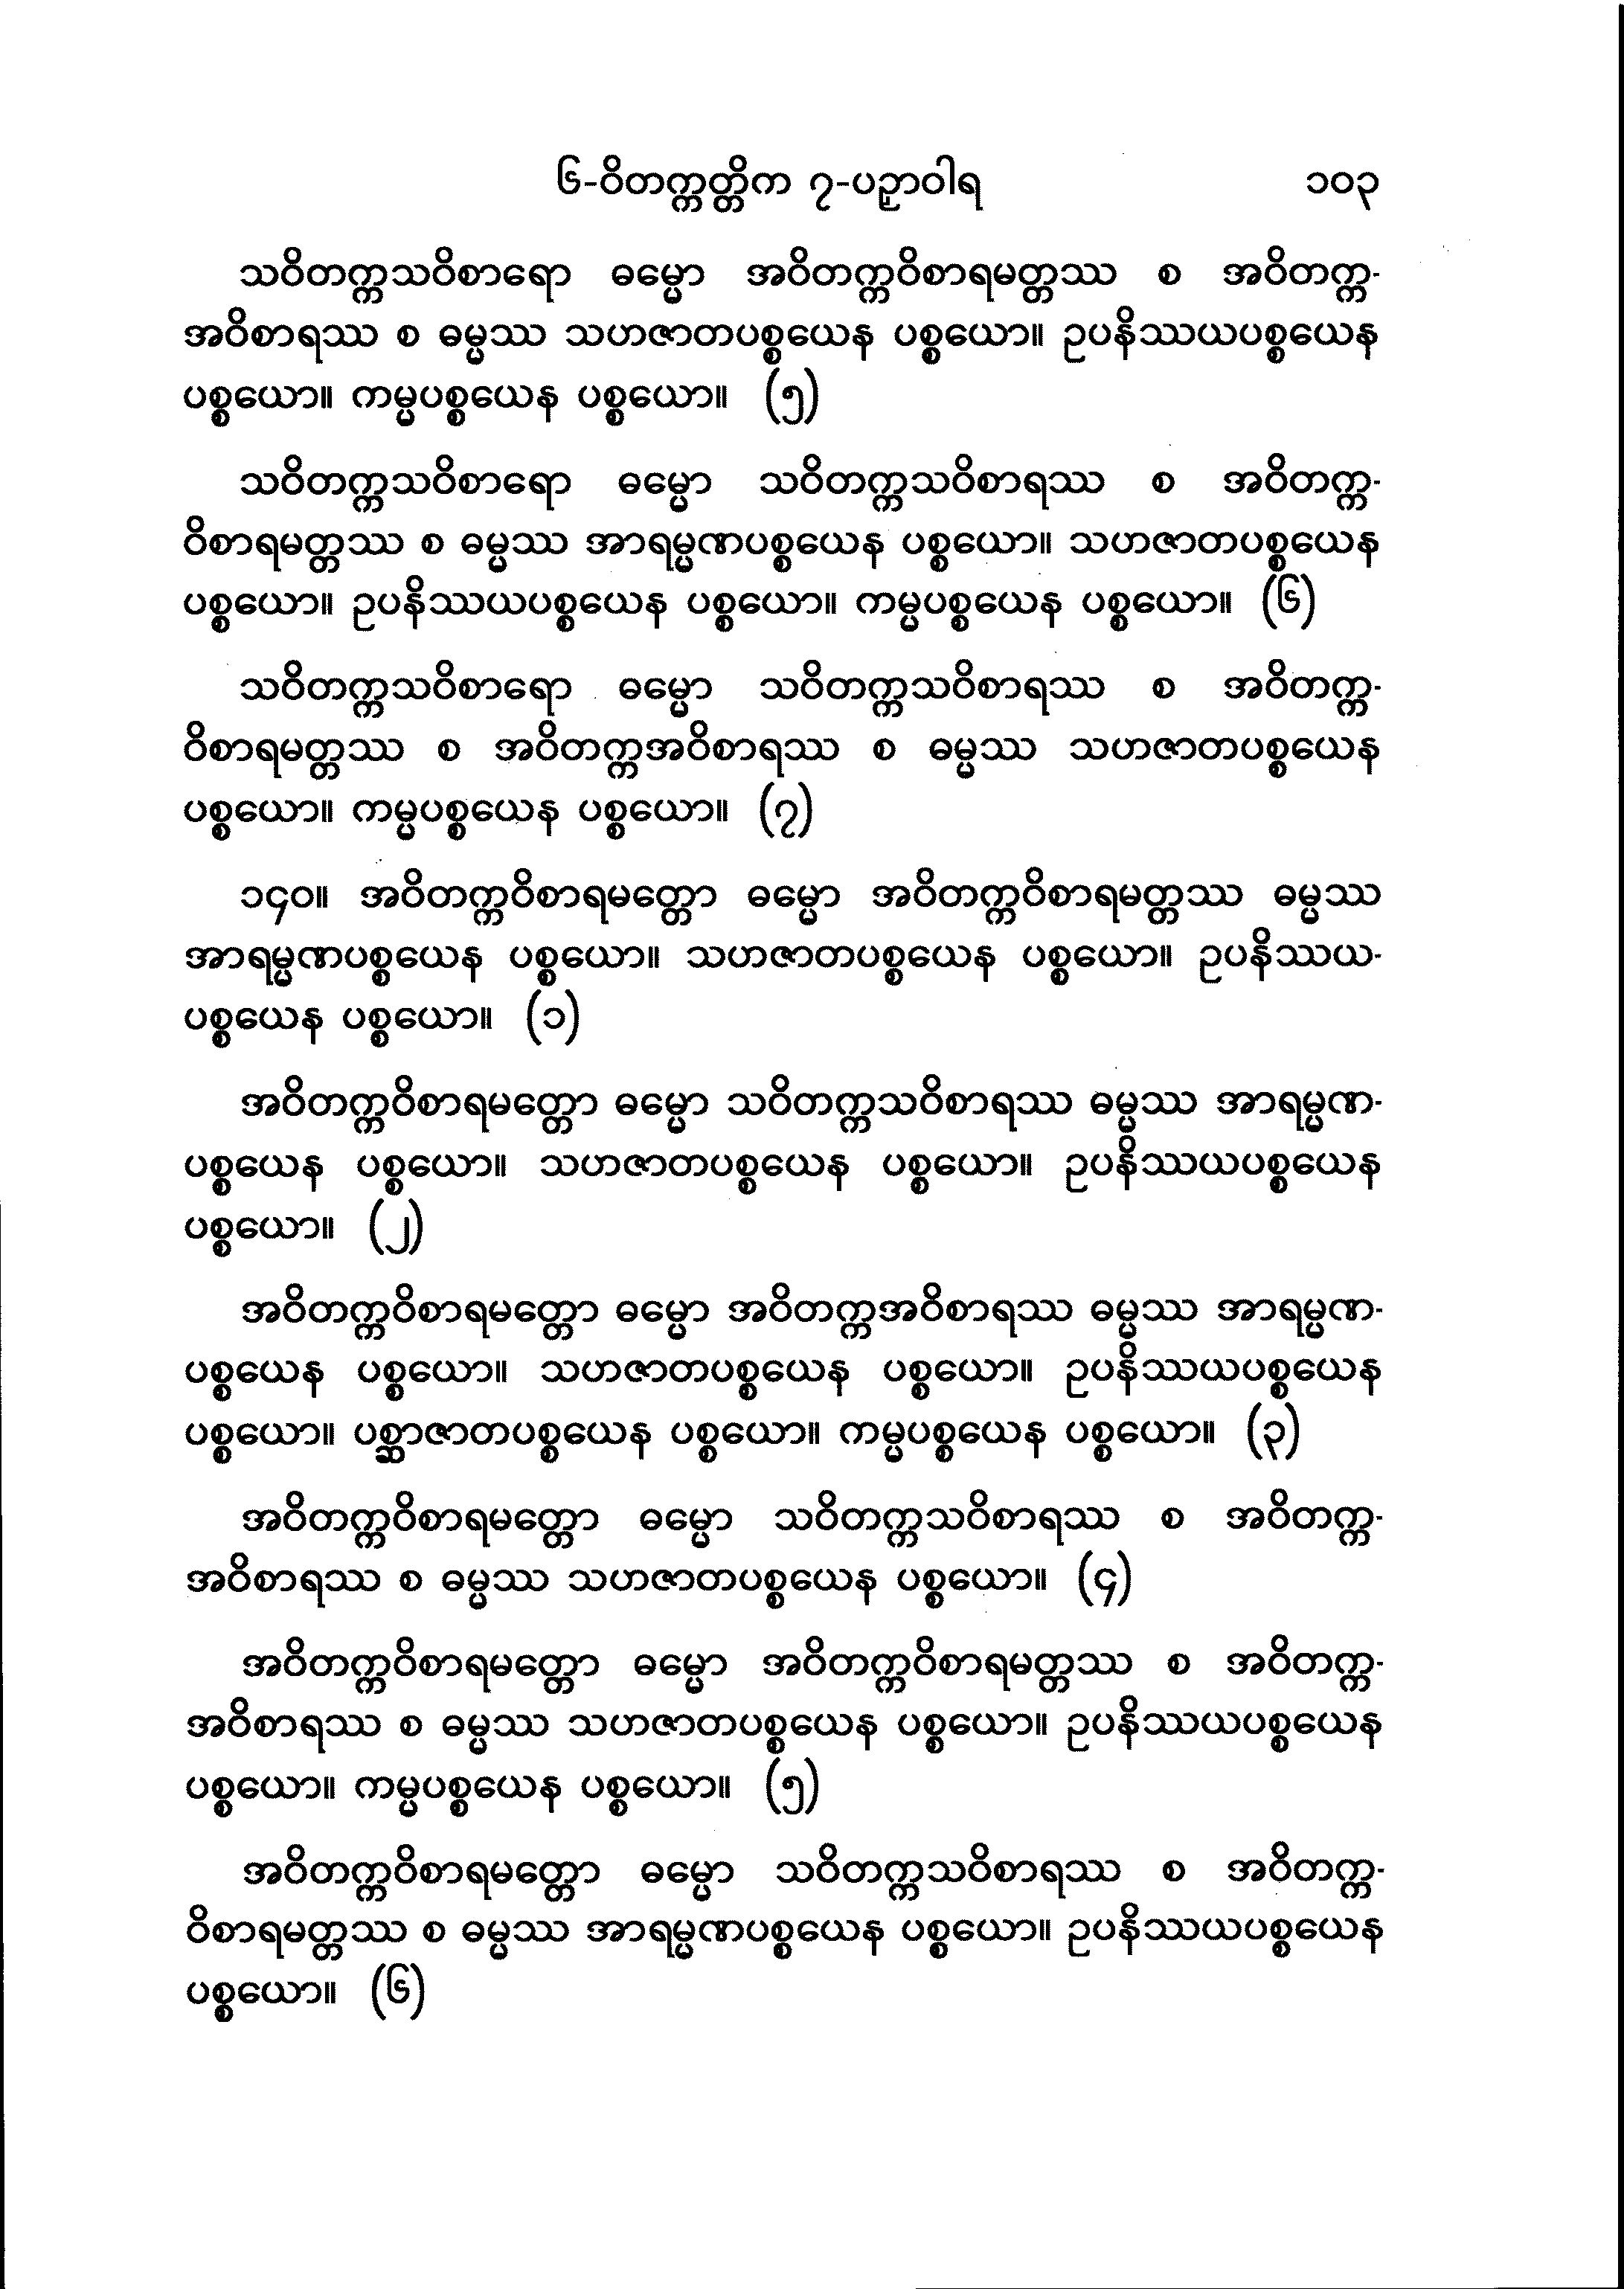 ၆-ဝိတက္ကတ္တိက ၇-ပဉှာဝါရ ၁၀၃
သဝိတက္ကသဝိစာရော ဓမ္မော အဝိတက္ကဝိစာရမတ္တဿ စ အဝိတက္က-
အဝိစာရဿ စ ဓမ္မဿ သဟဇာတပစ္စယေန ပစ္စယော။ ဥပနိဿယပစ္စယေန
ပစ္စယော။ ကမ္မပစ္စယေန ပစ္စယော။ (၅)
သဝိတက္ကသဝိစာရော ဓမ္မော သဝိတက္ကသဝိစာရဿ စ အဝိတက္က-
ဝိစာရမတ္တဿ စ ဓမ္မဿ အာရမ္မဏပစ္စယေန ပစ္စယော။ သဟဇာတပစ္စယေန
ပစ္စယော။ ဥပနိဿယပစ္စယေန ပစ္စယော။ ကမ္မပစ္စယေန ပစ္စယော။ (၆)
သဝိတက္ကသဝိစာရော ဓမ္မော သဝိတက္ကသဝိစာရဿ စ အဝိတက္က-
ဝိစာရမတ္တဿ စ အဝိတက္ကအဝိစာရဿ စ ဓမ္မဿ သဟဇာတပစ္စယေန
ပစ္စယော။ ကမ္မပစ္စယေန ပစ္စယော။ (၇)
၁၄၀။ အဝိတက္ကဝိစာရမတ္တော ဓမ္မော အဝိတက္ကဝိစာရမတ္တဿ ဓမ္မဿ
အာရမ္မဏပစ္စယေန ပစ္စယော။ သဟဇာတပစ္စယေန ပစ္စယော။ ဥပနိဿယ-
ပစ္စယေန ပစ္စယော။ (၁)
အဝိတက္ကဝိစာရမတ္တော ဓမ္မော သဝိတက္ကသဝိစာရဿ ဓမ္မဿ အာရမ္မဏ-
ပစ္စယေန ပစ္စယော။ သဟဇာတပစ္စယေန ပစ္စယော။ ဥပနိဿယပစ္စယေန
ပစ္စယော။ (၂)
အဝိတက္ကဝိစာရမတ္တော ဓမ္မော အဝိတက္ကအဝိစာရဿ ဓမ္မဿ အာရမ္မဏ-
ပစ္စယေန ပစ္စယော။ သဟဇာတပစ္စယေန ပစ္စယော။ ဥပနိဿယပစ္စယေန
ပစ္စယော။ ပစ္ဆာဇာတပစ္စယေန ပစ္စယော။ ကမ္မပစ္စယေန ပစ္စယော။ (၃)
အဝိတက္ကဝိစာရမတ္တော ဓမ္မော သဝိတက္ကသဝိစာရဿ စ အဝိတက္က-
အဝိစာရဿ စ ဓမ္မဿ သဟဇာတပစ္စယေန ပစ္စယော။ (၄)
အဝိတက္ကဝိစာရမတ္တော ဓမ္မော အဝိတက္ကဝိစာရမတ္တဿ စ အဝိတက္က-
အဝိစာရဿ စ ဓမ္မဿ သဟဇာတပစ္စယေန ပစ္စယော။ ဥပနိဿယပစ္စယေန
ပစ္စယော။ ကမ္မပစ္စယေန ပစ္စယော။ (၅)
အဝိတက္ကဝိစာရမတ္တော ဓမ္မော သဝိတက္ကသဝိစာရဿ စ အဝိတက္က-
ဝိစာရမတ္တဿ စ ဓမ္မဿ အာရမ္မဏပစ္စယေန ပစ္စယော။ ဥပနိဿယပစ္စယေန
ပစ္စယော။ (၆)